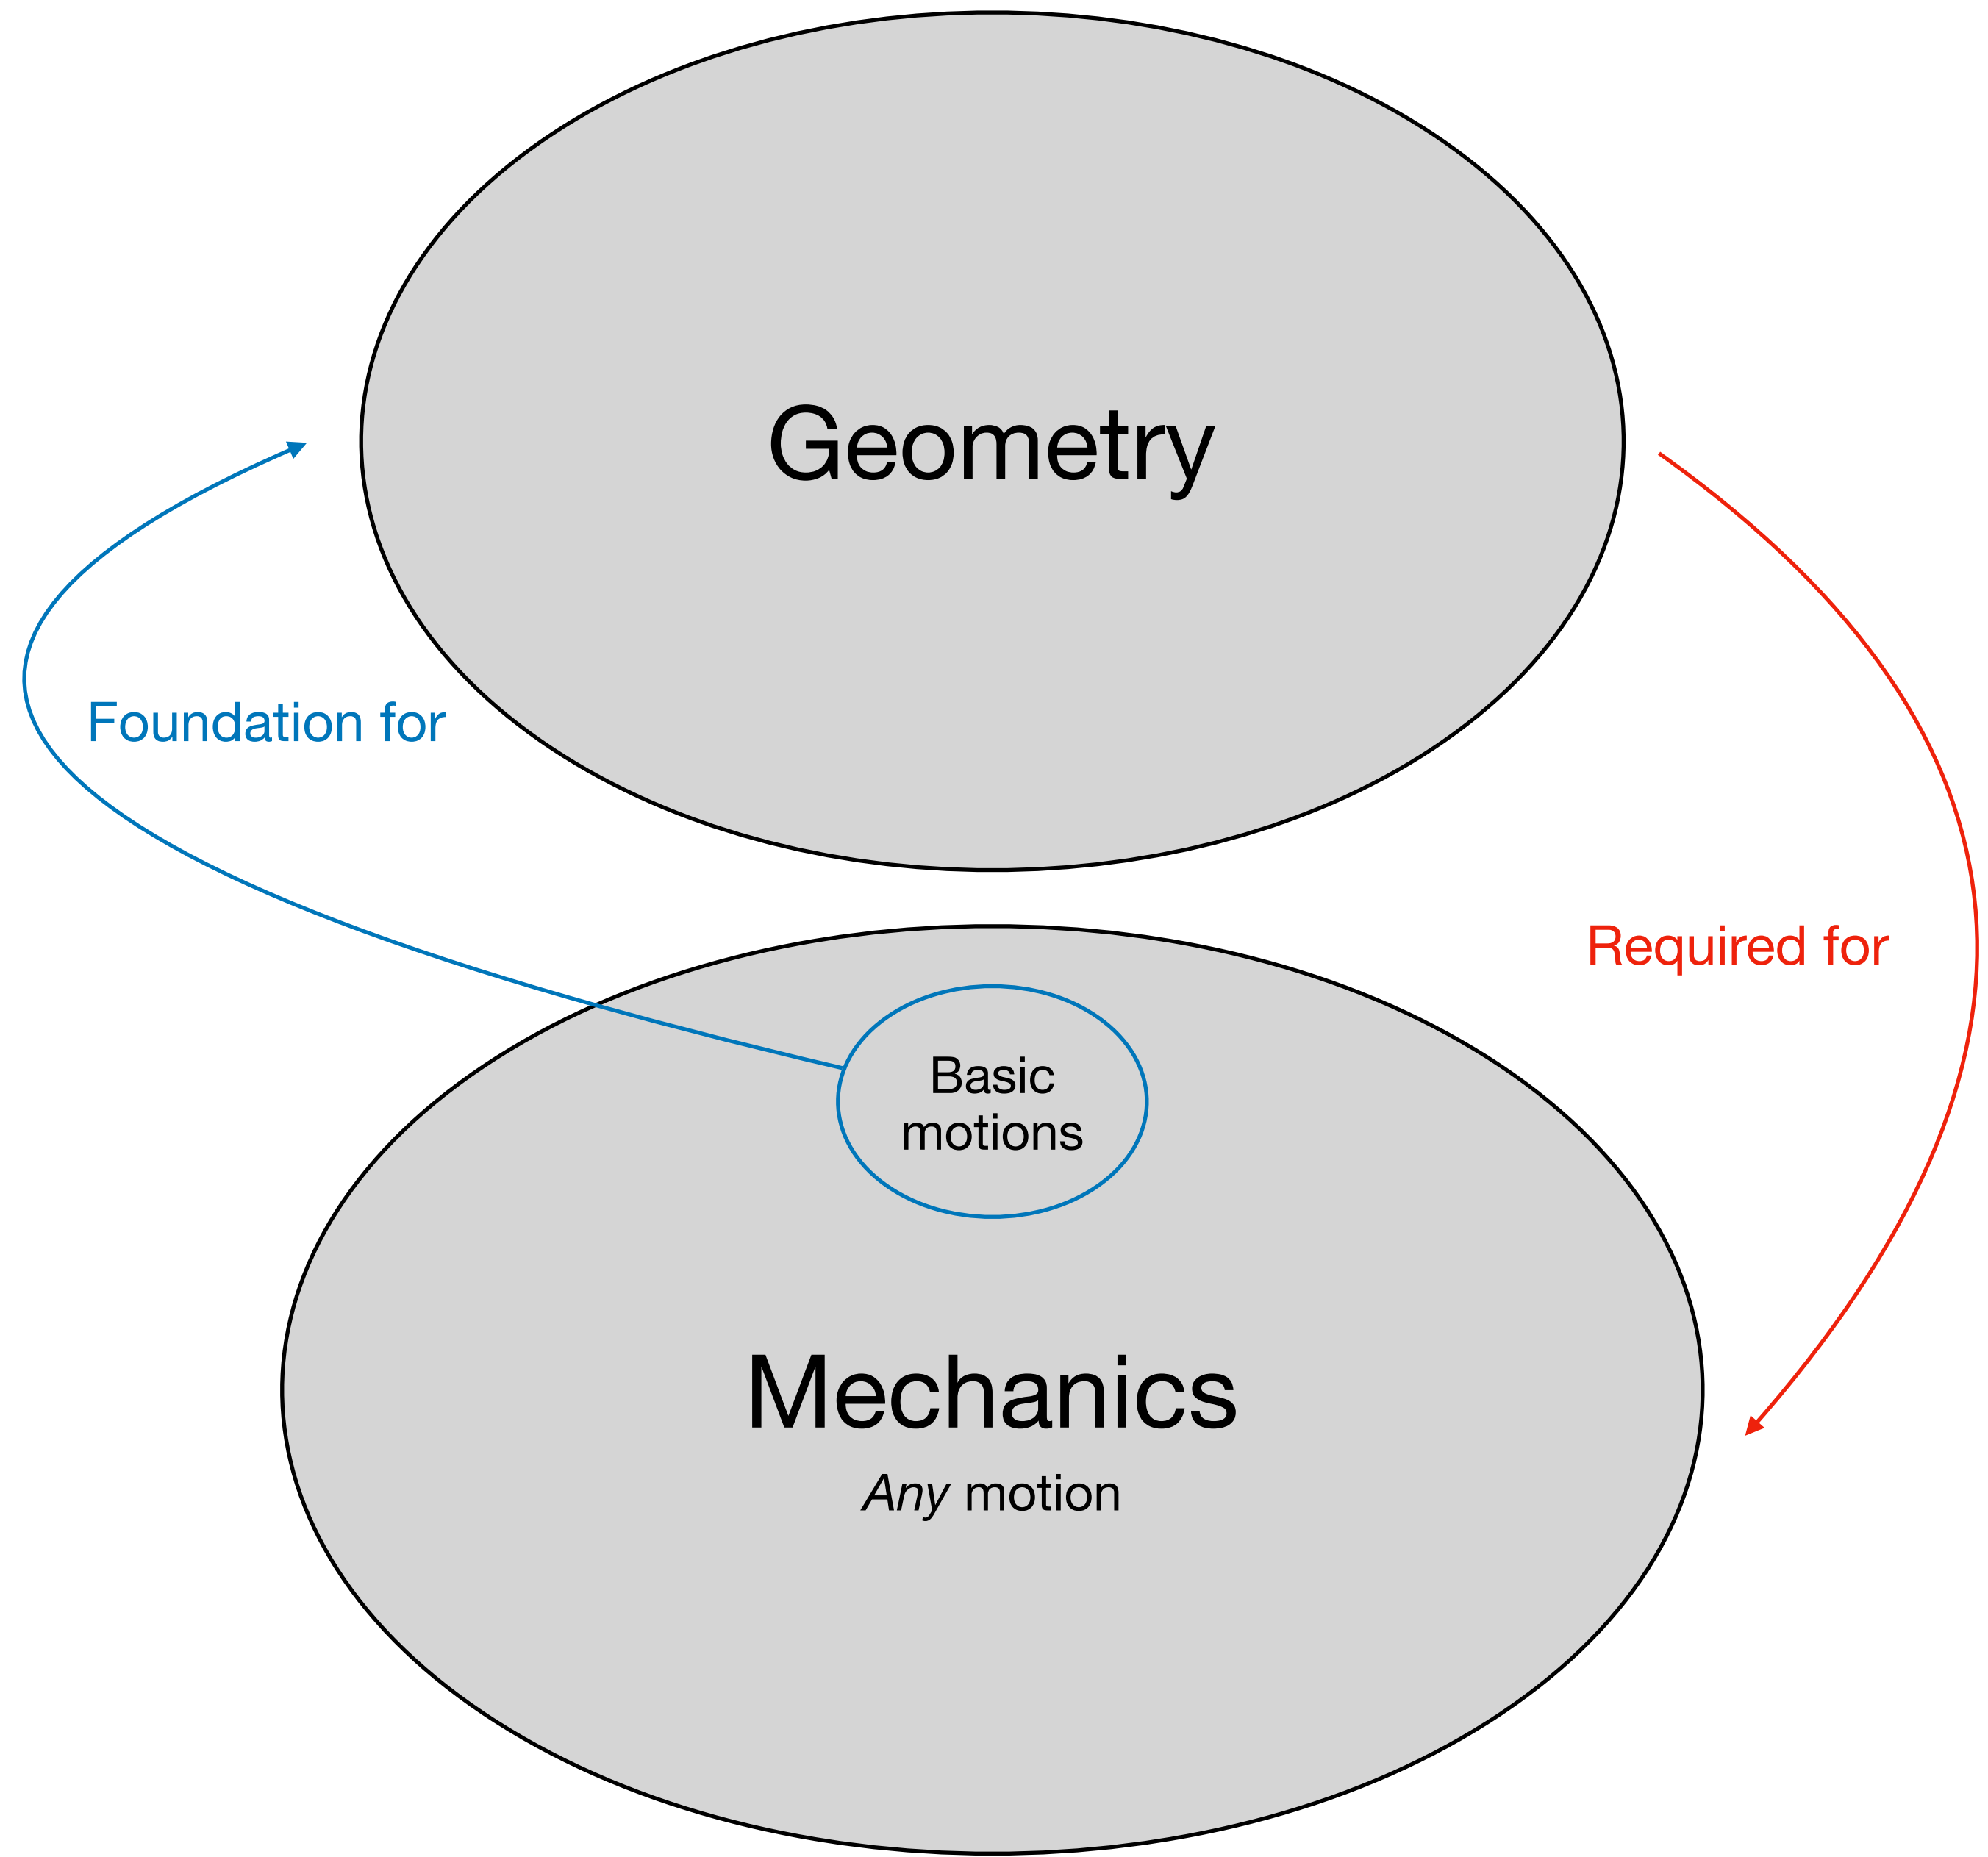 Geometry
Foundation for
Required for
Basic
motions
Mechanics
Any motion